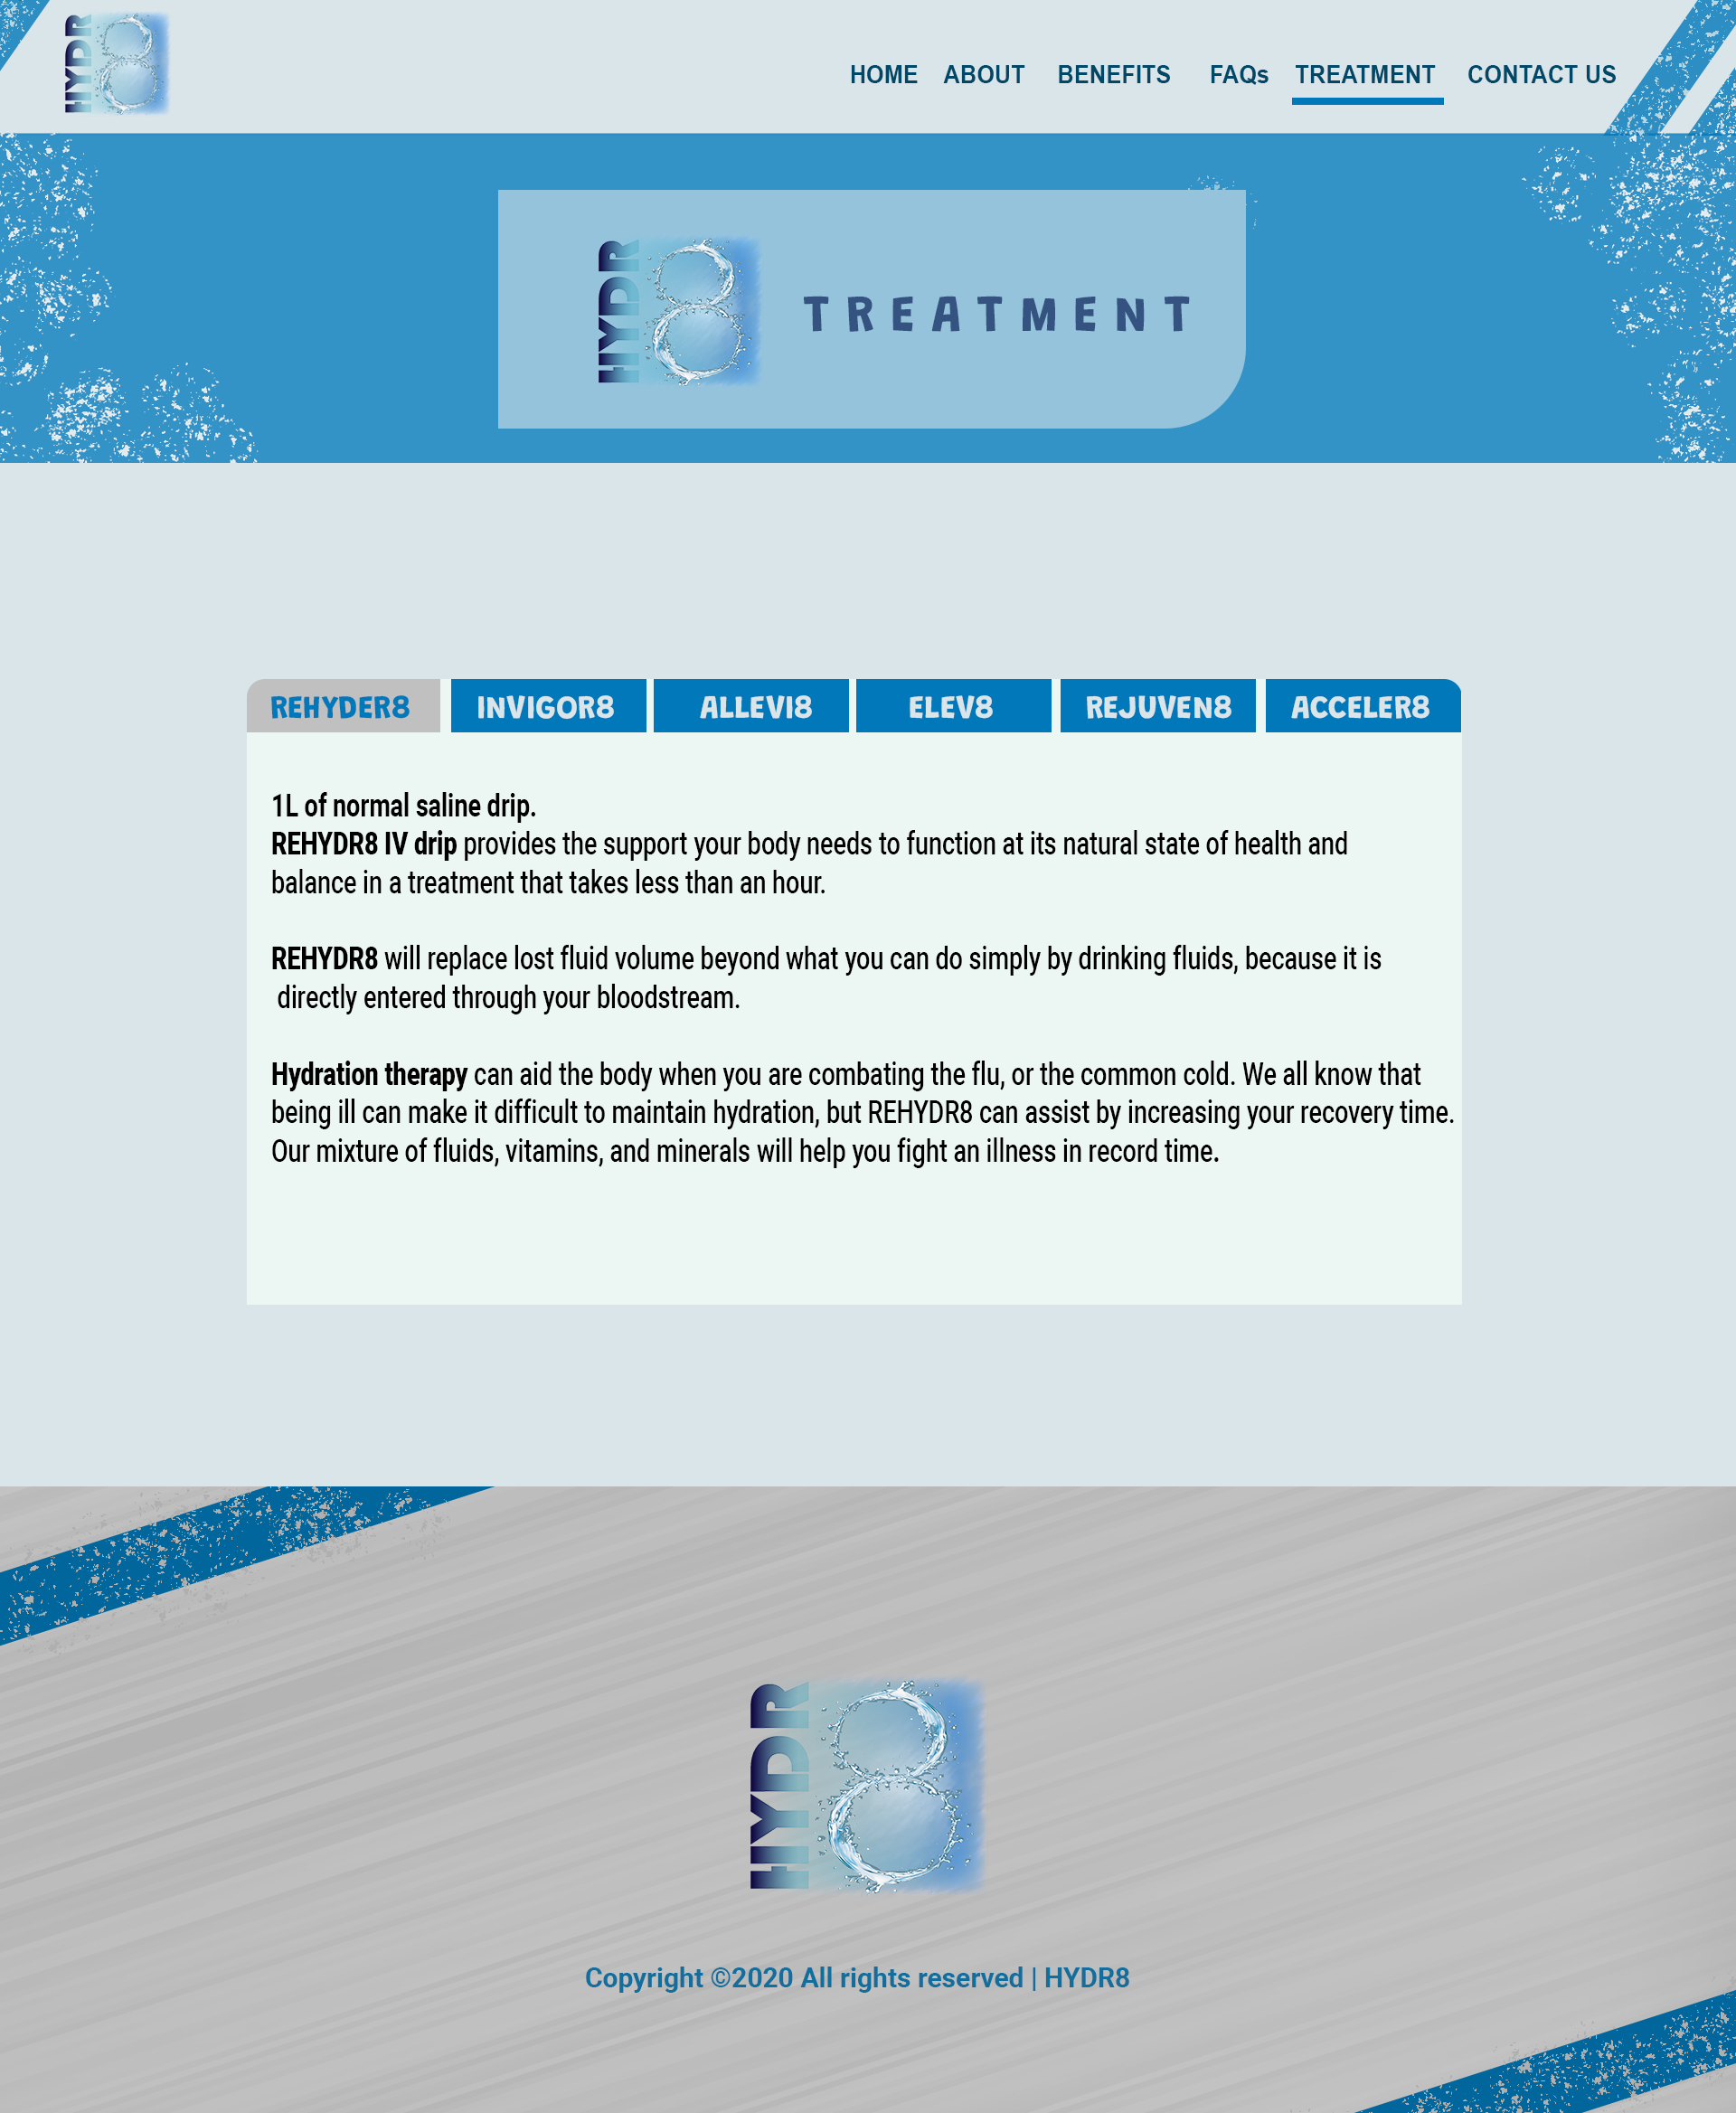 HYDR8
HOME ABOUT BENEFITS FAQs TREATMENT CONTACT US
HYDR8 TREATMENT
REHYDER8 INVIGOR8 ALLEVI8 ELEV8 REJUVEN8 ACCELER8
1L of normal saline drip.
REHYDR8 IV drip provides the support your body needs to function at its natural state of health and
balance in a treatment that takes less than an hour.
REHYDR8 will replace lost fluid volume beyond what you can do simply by drinking fluids, because it is
directly entered through your bloodstream.
Hydration therapy can aid the body when you are combating the flu, or the common cold. We all know that
being ill can make it difficult to maintain hydration, but REHYDR8 can assist by increasing your recovery time.
Our mixture of fluids, vitamins, and minerals will help you fight an illness in record time.
HYDR8
Copyright ©2020 All rights reserved | HYDR8